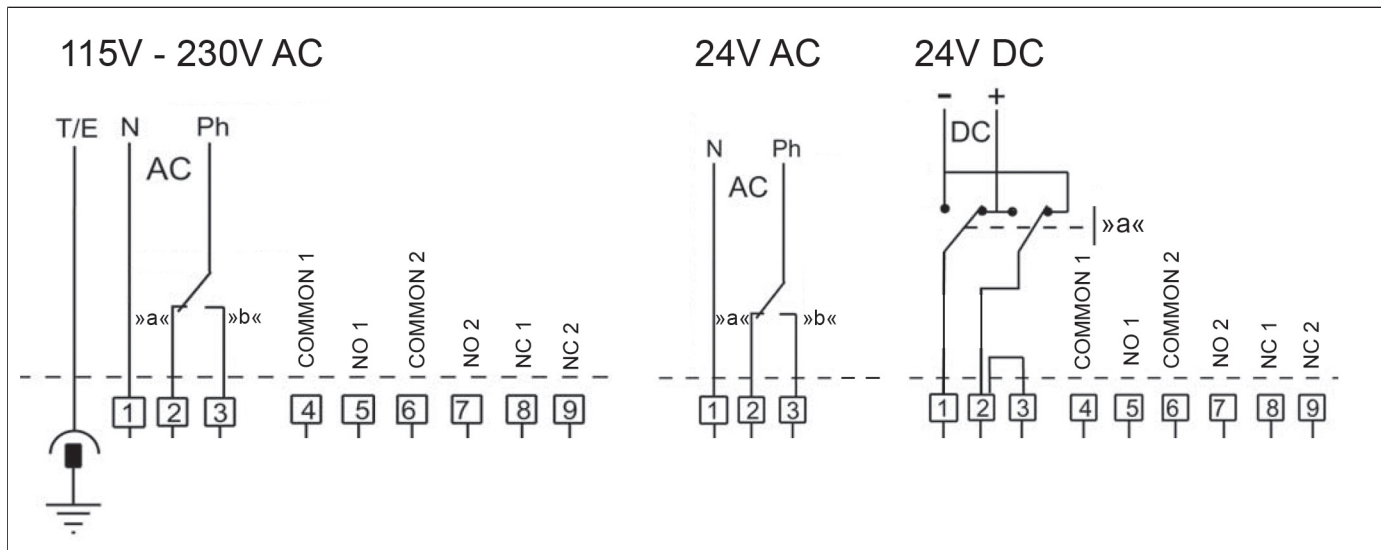 115V - 230V AC
24V AC
24V DC
- +
T/E N Ph
AC
N Ph
AC
DC
»a«
»a« »b«
COMMON 1
NO 1
COMMON 2
NO 2
NC 1
NC 2
»a« »b«
COMMON 1
NO 1
COMMON 2
NO 2
NC 1
NC 2
1 2 3 4 5 6 7 8 9
1 2 3
1 2 3 4 5 6 7 8 9